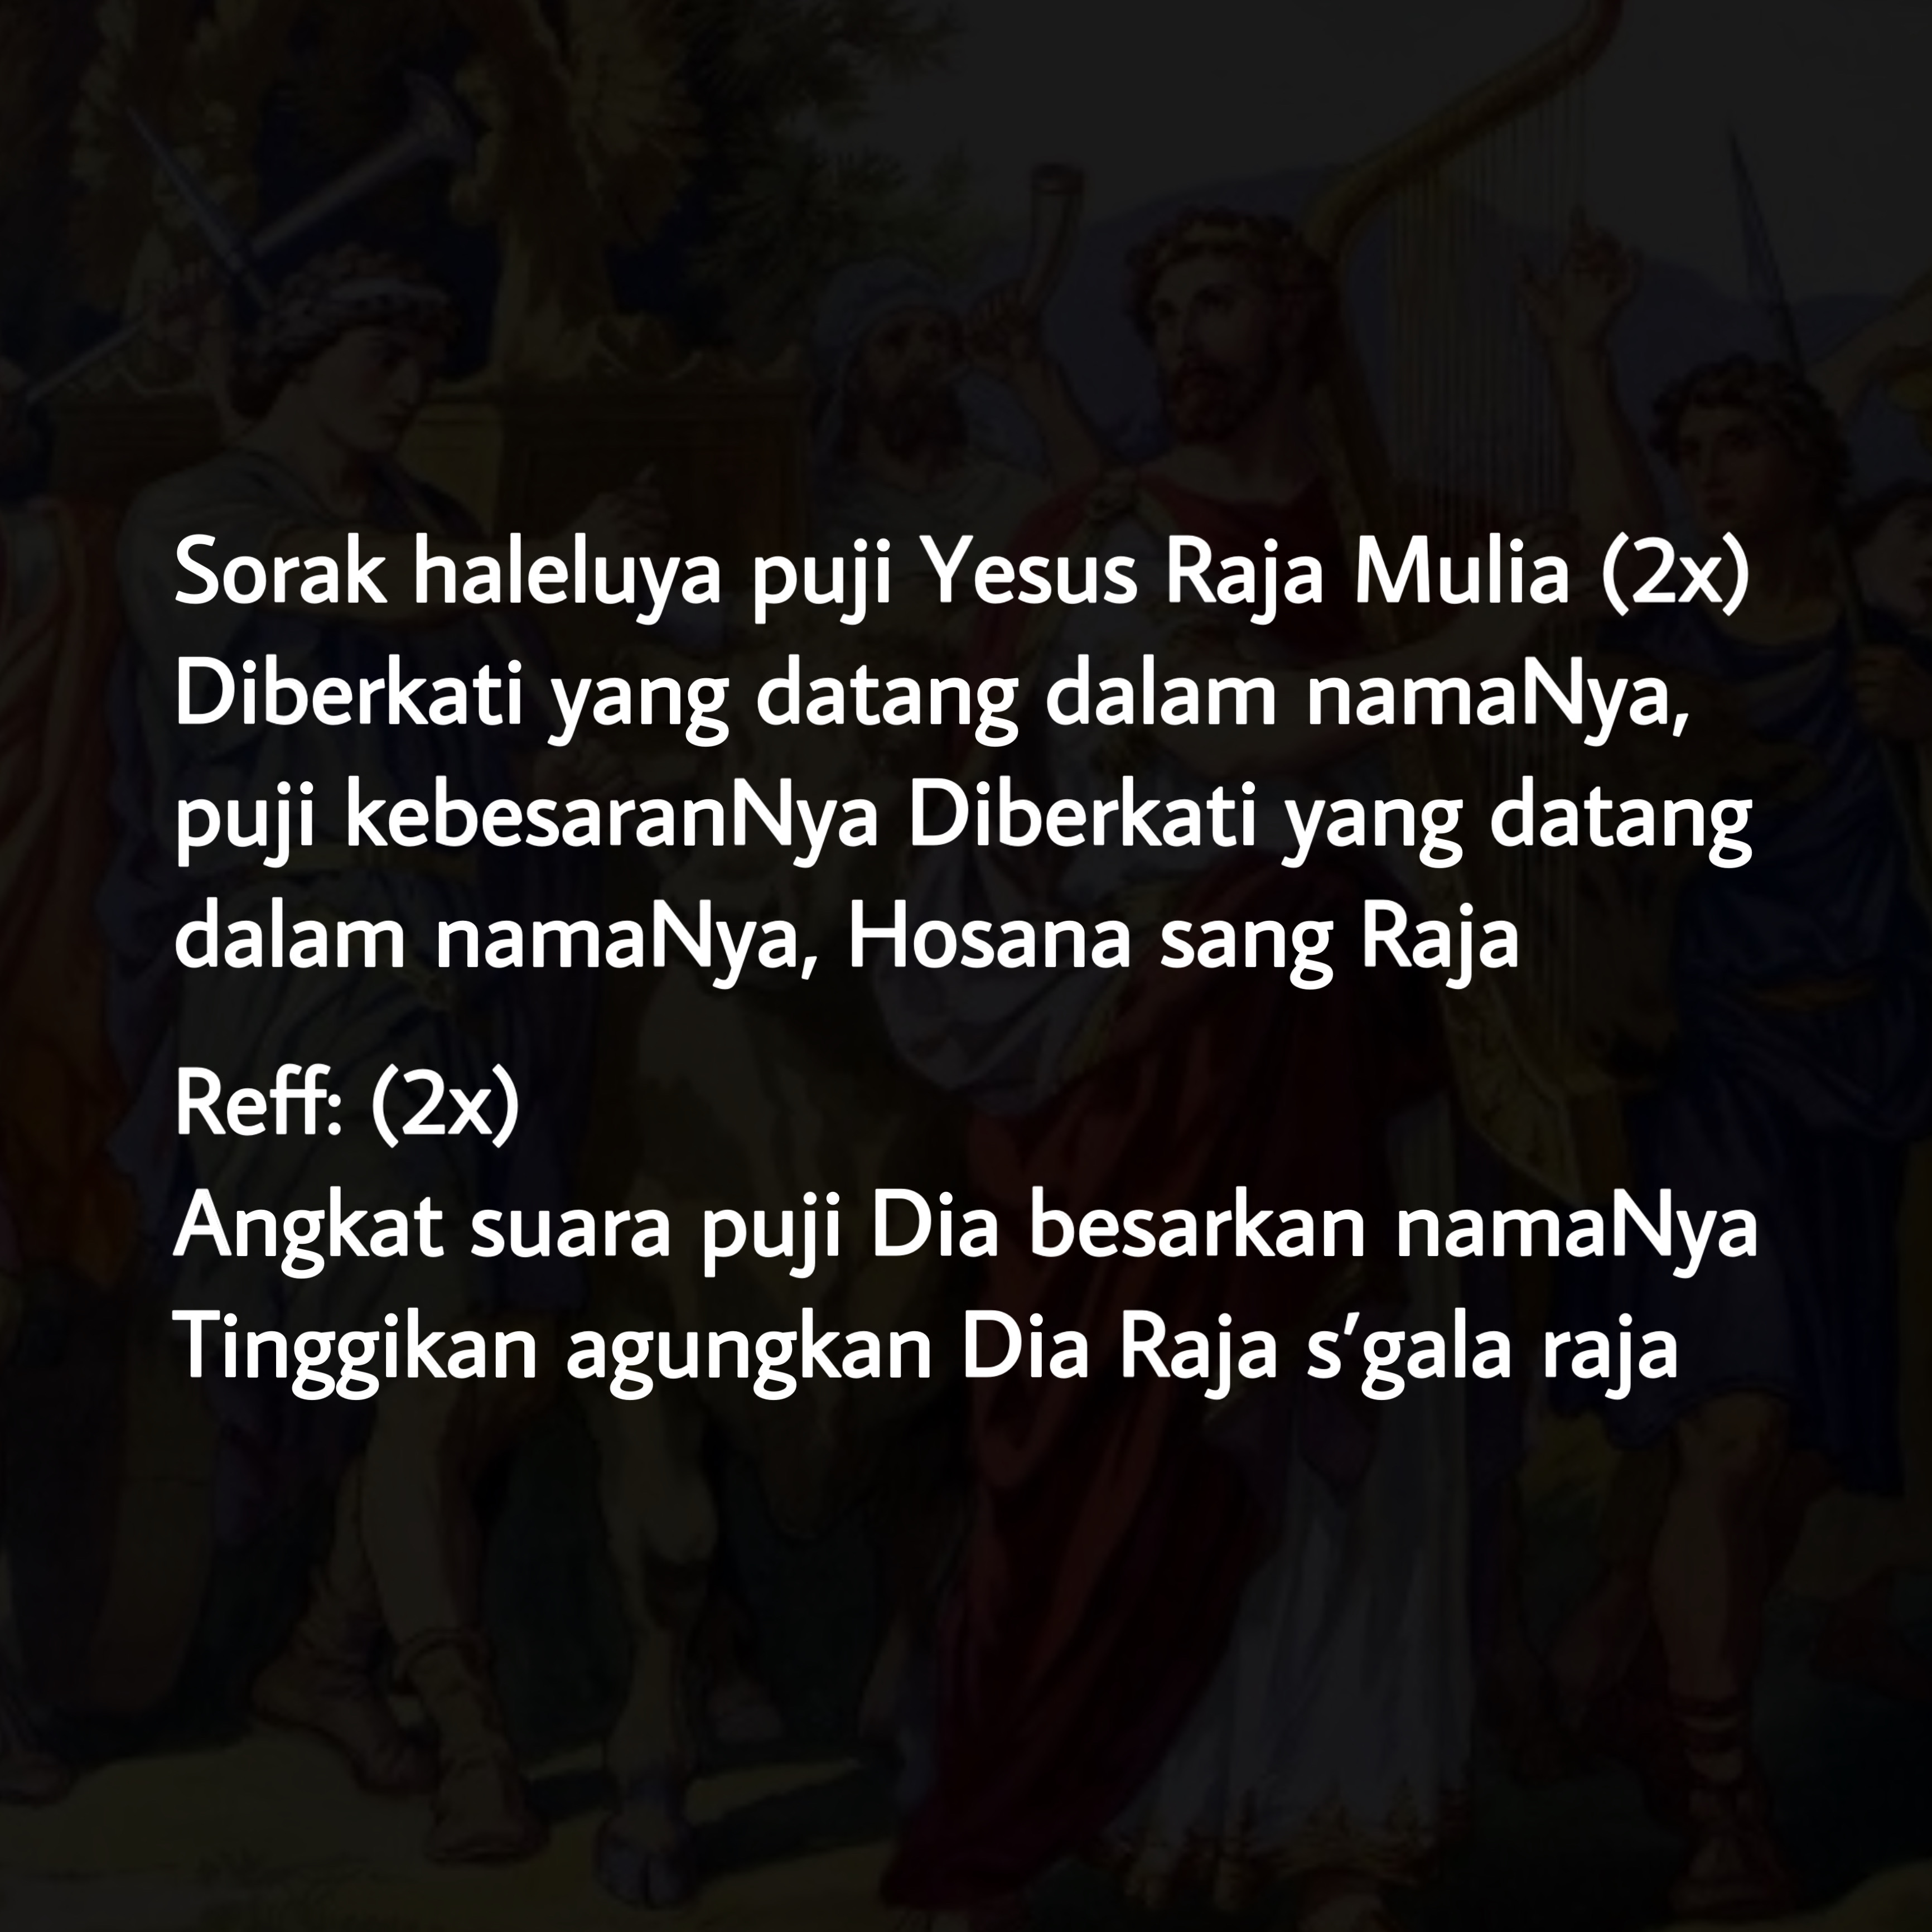 Sorak haleluya puji Yesus Raja Mulia (2x)
Diberkati yang datang dalam namaNya,
puji kebesaranNya Diberkati yang datang
dalam namaNya, Hosana sang Raja
Reff: (2x)
Angkat suara puji Dia besarkan namaNya
Tinggikan agungkan Dia Raja s’gala raja